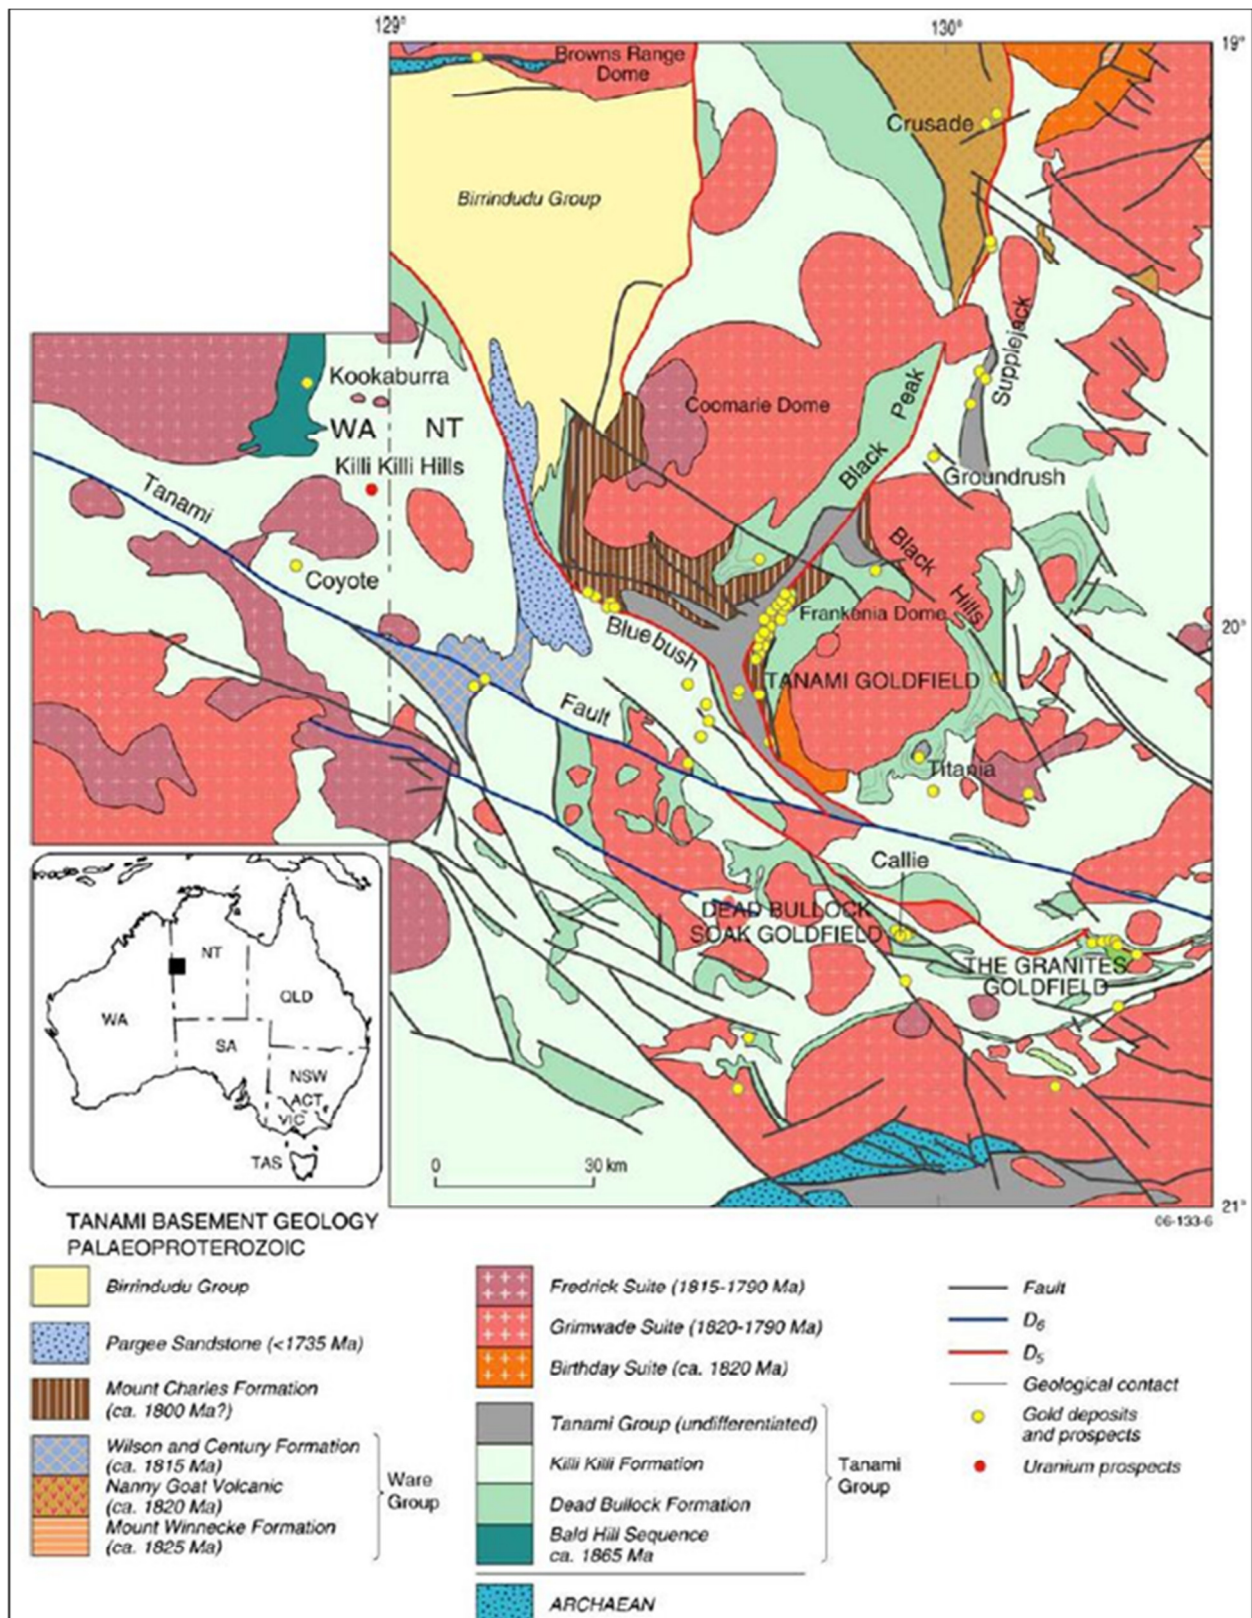 129°
130°
19°
Browns Range
Dome
Crusade
Birrindudu Group
Supplejack
Kookaburra
Coomarie Dome
Peak
Black
WA
NT
Killi Killi Hills
Groundrush
Tanami
Black
Hills
Coyote
Frankenia Dome
20°
Bluebush
TANAMI GOLDFIELD
Fault
Titania
Callie
DEAD BULLOCK
SOAK GOLDFIELD
THE GRANITES
GOLDFIELD
NT
WA
QLD
SA
NSW
ACT
VIC
TAS
0
30 km
21°
06-133-6
TANAMI BASEMENT GEOLOGY
PALAEOPROTEROZOIC
Birrindudu Group
Pargee Sandstone (<1735 Ma)
Mount Charles Formation
(ca. 1800 Ma?)
Wilson and Century Formation
(ca. 1815 Ma)
Nanny Goat Volcanic
(ca. 1820 Ma)
Mount Winnecke Formation
(ca. 1825 Ma)
Ware
Group
Fredrick Suite (1815-1790 Ma)
Grimwade Suite (1820-1790 Ma)
Birthday Suite (ca. 1820 Ma)
Tanami Group (undifferentiated)
Killi Killi Formation
Dead Bullock Formation
Bald Hill Sequence
ca. 1865 Ma
Tanami
Group
ARCHAEAN
Fault
D6
D5
Geological contact
Gold deposits
and prospects
Uranium prospects